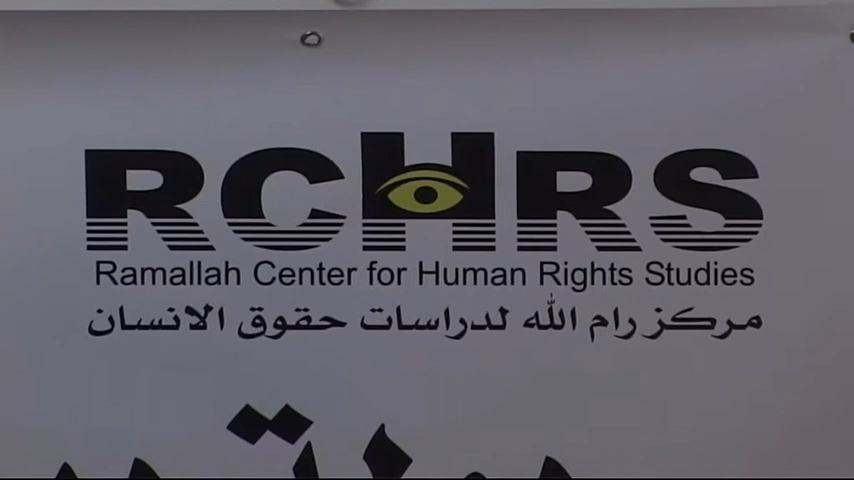 RCHRS
Ramallah Center for Human Rights Studies
مركز رام الله لدراسات حقوق الانسان